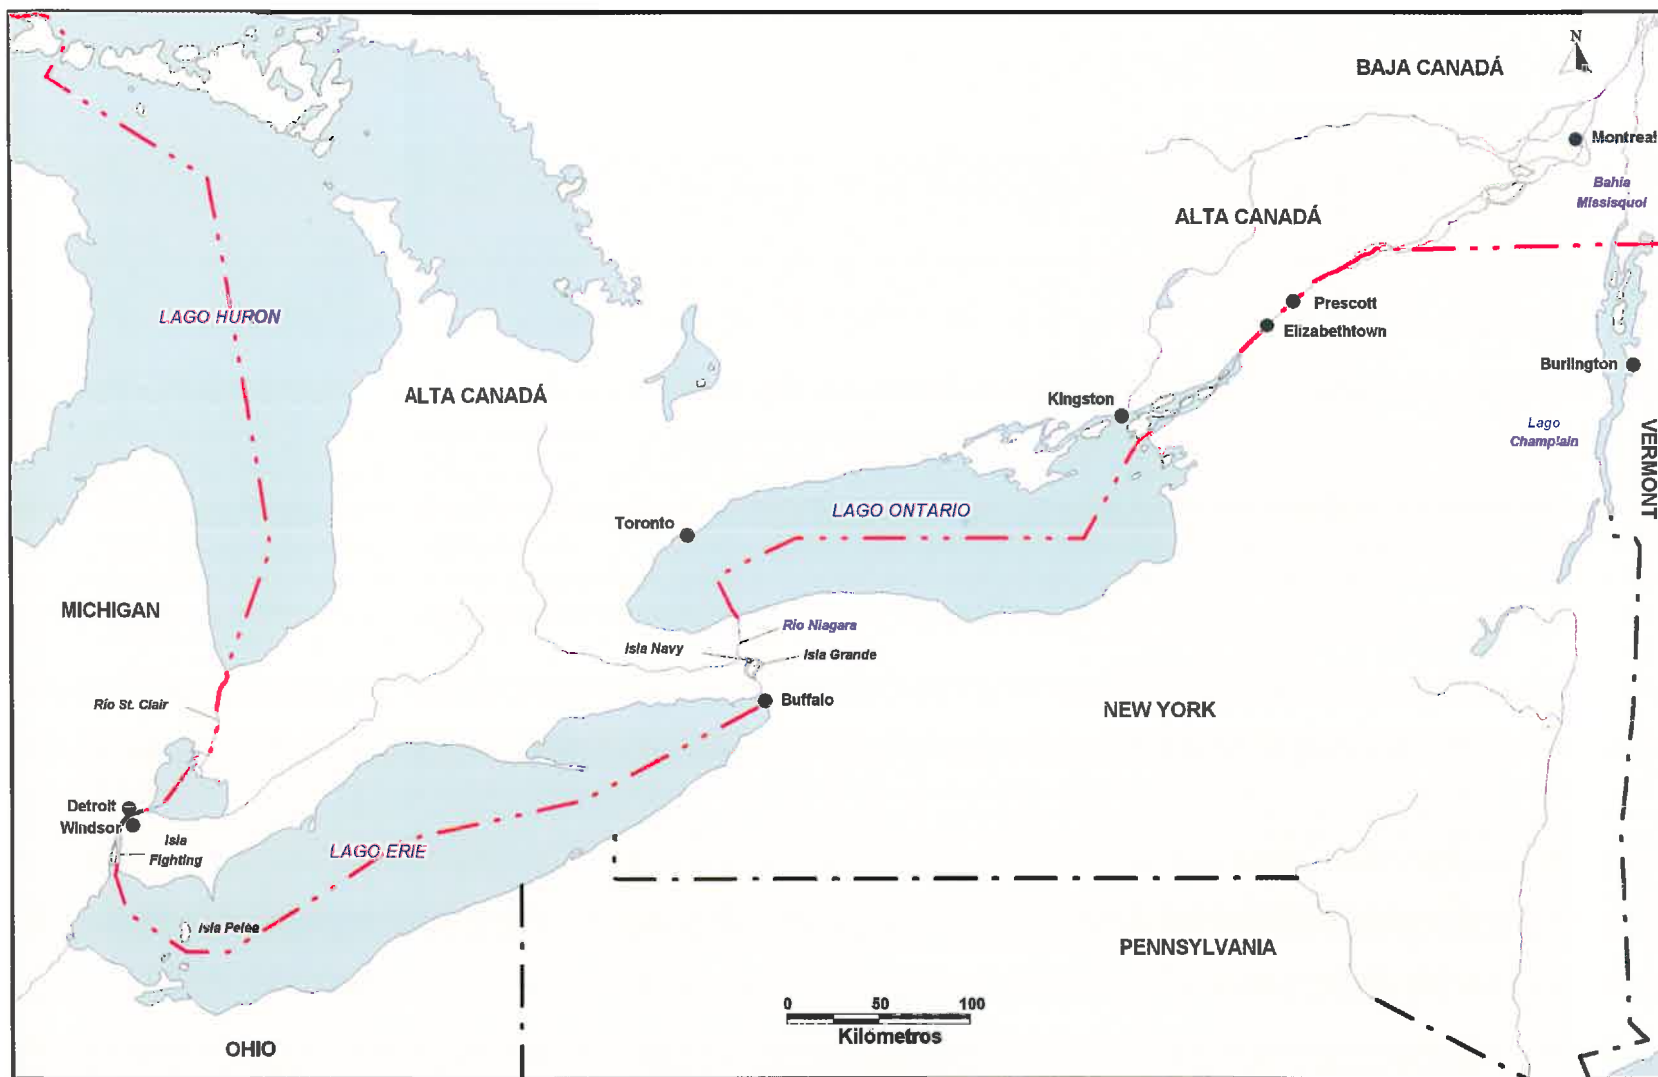 N
BAJA CANADÁ
Montreal
Bahía
Missisquoi
ALTA CANADÁ
Prescott
LAGO HURON
Elizabethtown
Burlington
ALTA CANADÁ
Kingston
Lago
Champlain
VERMONT
LAGO ONTARIO
Toronto
MICHIGAN
Río Niagara
Isla Navy
Isla Grande
Río St. Clair
Buffalo
NEW YORK
Detroit
Windsor
Isla
Fighting
LAGO ERIE
Isla Pelée
PENNSYLVANIA
0 50 100
Kilómetros
OHIO